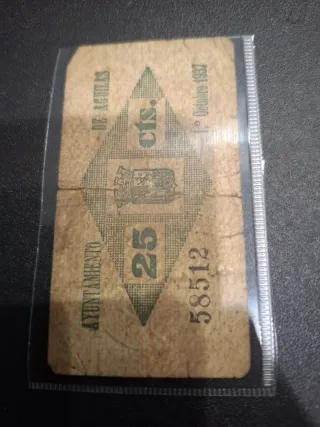 AYUNTAMIENTO DE AGUILAS
25 cts.
58512
1º Octubre 1937